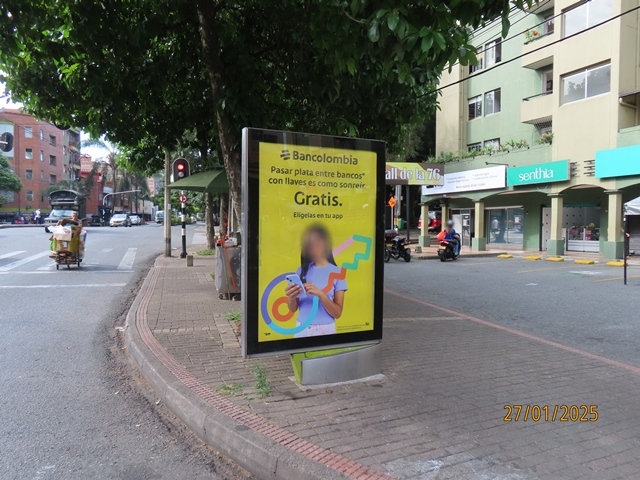 Bancolombia
Pasar plata entre bancos*
con llaves es como sonreír.
Gratis.
Elígelas en tu app
all de la 76
senthia
27/01/2025